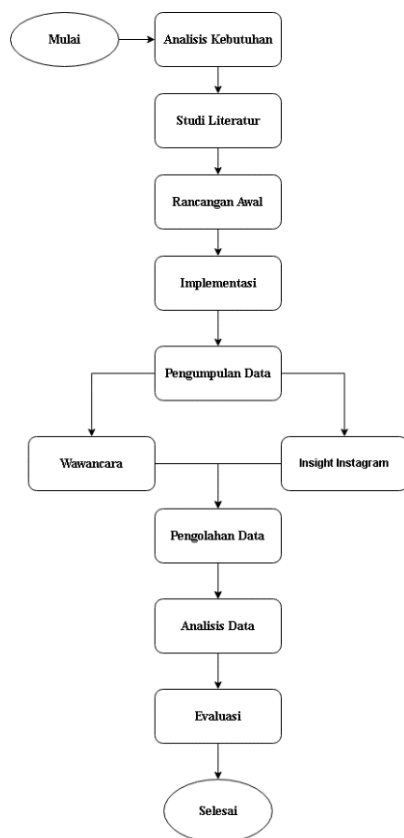 Mulai
Analisis Kebutuhan
Studi Literatur
Rancangan Awal
Implementasi
Pengumpulan Data
Wawancara
Insight Instagram
Pengolahan Data
Analisis Data
Evaluasi
Selesai